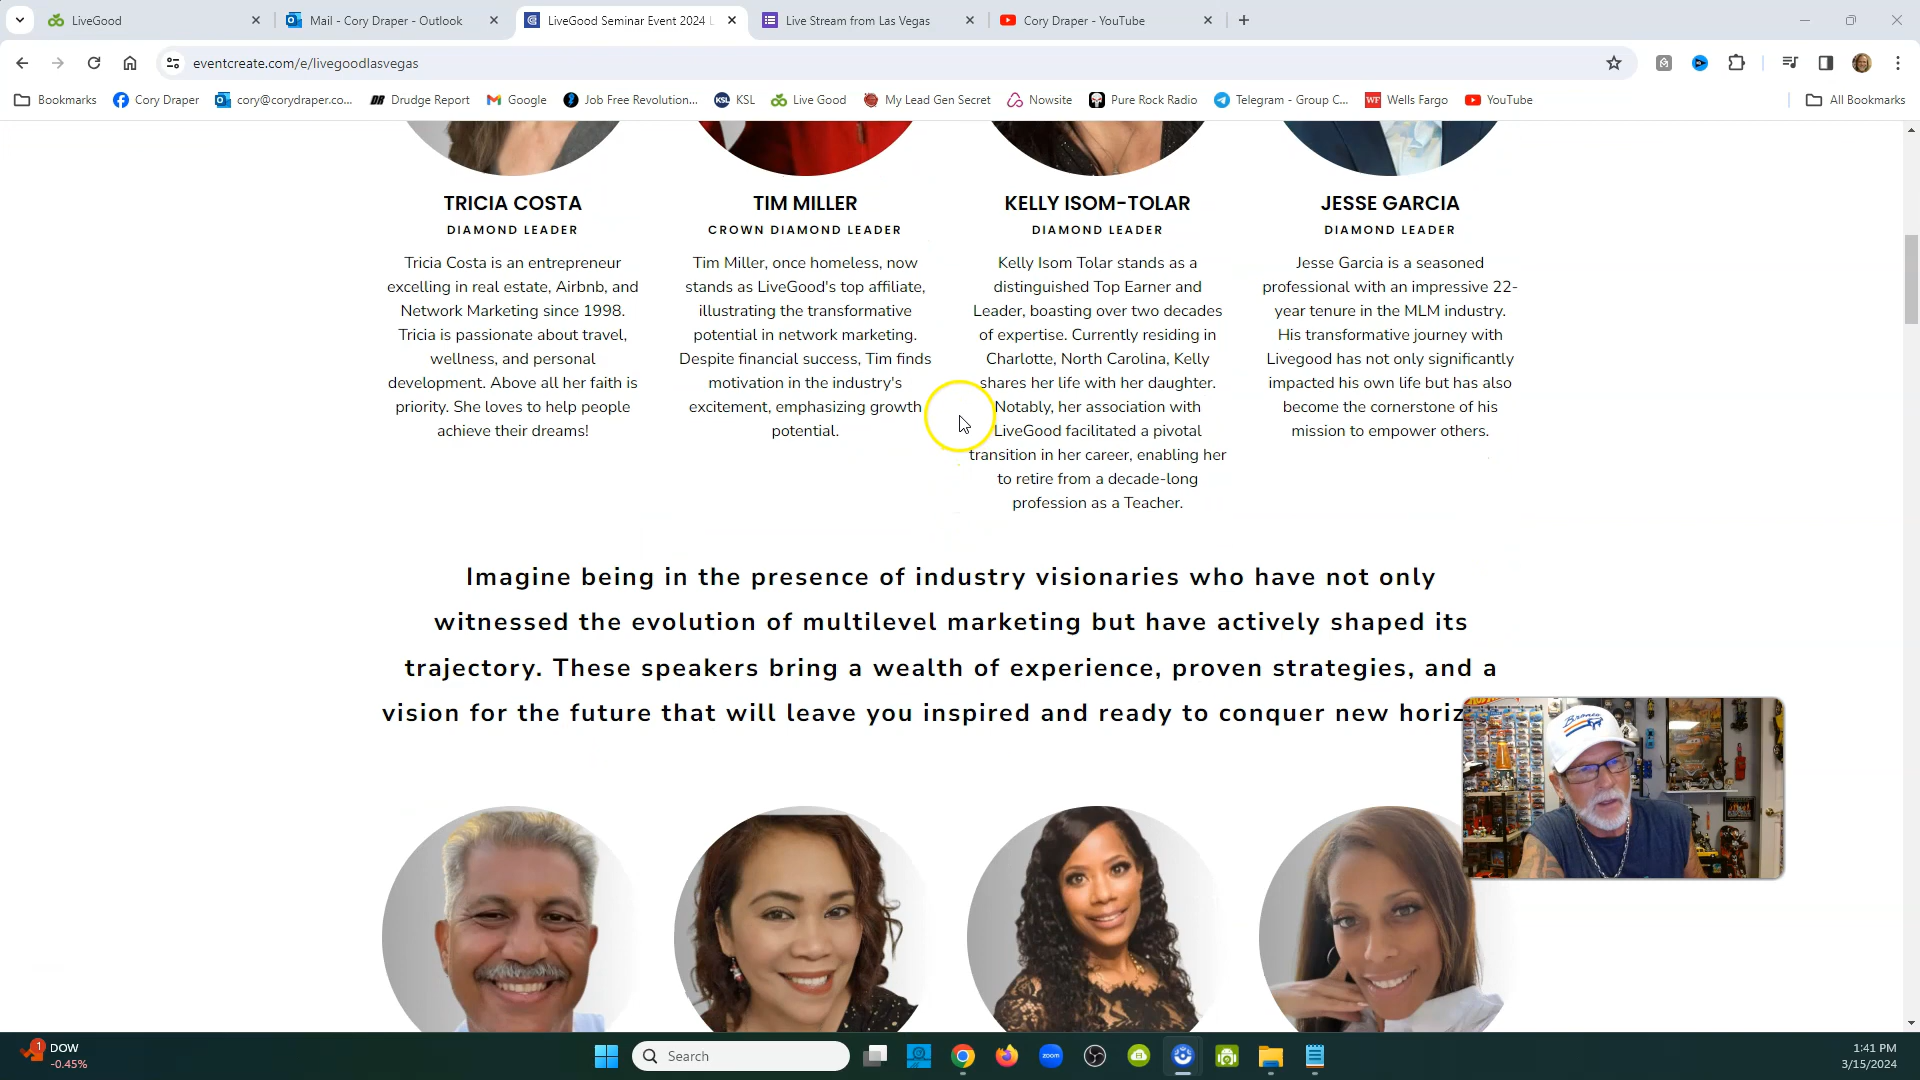 LiveGood
Mail - Cory Draper - Outlook
LiveGood Seminar Event 2024 L
Live Stream from Las Vegas
Cory Draper - YouTube
eventcreate.com/e/livegoodlasvegas
Bookmarks
Cory Draper
cory@corydraper.co...
Drudge Report
Google
Job Free Revolution...
KSL
Live Good
My Lead Gen Secret
Nowsite
Pure Rock Radio
Telegram - Group C...
Wells Fargo
YouTube
All Bookmarks
TRICIA COSTA
DIAMOND LEADER
Tricia Costa is an entrepreneur
excelling in real estate, Airbnb, and
Network Marketing since 1998.
Tricia is passionate about travel,
wellness, and personal
development. Above all her faith is
priority. She loves to help people
achieve their dreams!
TIM MILLER
CROWN DIAMOND LEADER
Tim Miller, once homeless, now
stands as LiveGood's top affiliate,
illustrating the transformative
potential in network marketing.
Despite financial success, Tim finds
motivation in the industry's
excitement, emphasizing growth
potential.
KELLY ISOM-TOLAR
DIAMOND LEADER
Kelly Isom Tolar stands as a
distinguished Top Earner and
Leader, boasting over two decades
of expertise. Currently residing in
Charlotte, North Carolina, Kelly
shares her life with her daughter.
Notably, her association with
LiveGood facilitated a pivotal
transition in her career, enabling her
to retire from a decade-long
profession as a Teacher.
JESSE GARCIA
DIAMOND LEADER
Jesse Garcia is a seasoned
professional with an impressive 22-
year tenure in the MLM industry.
His transformative journey with
Livegood has not only significantly
impacted his own life but has also
become the cornerstone of his
mission to empower others.
Imagine being in the presence of industry visionaries who have not only
witnessed the evolution of multilevel marketing but have actively shaped its
trajectory. These speakers bring a wealth of experience, proven strategies, and a
vision for the future that will leave you inspired and ready to conquer new horiz
Bronco
1
DOW
-0.45%
Search
zoom
1:41 PM
3/15/2024